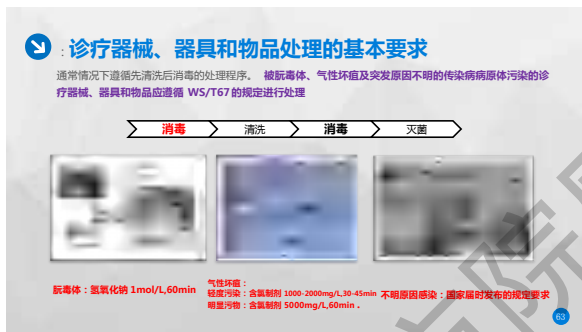 ：诊疗器械、器具和物品处理的基本要求
通常情况下遵循先清洗后消毒的处理程序。 被朊毒体、气性坏疽及突发原因不明的传染病病原体污染的诊
疗器械、器具和物品应遵循 WS/T67的规定进行处理
消毒 清洗 消毒 灭菌
朊毒体：氢氧化钠 1mol/L,60min
气性坏疽：
轻度污染：含氯制剂 1000-2000mg/L,30-45min
明显污物：含氯制剂 5000mg/L,60min .
不明原因感染：国家届时发布的规定要求
院
63